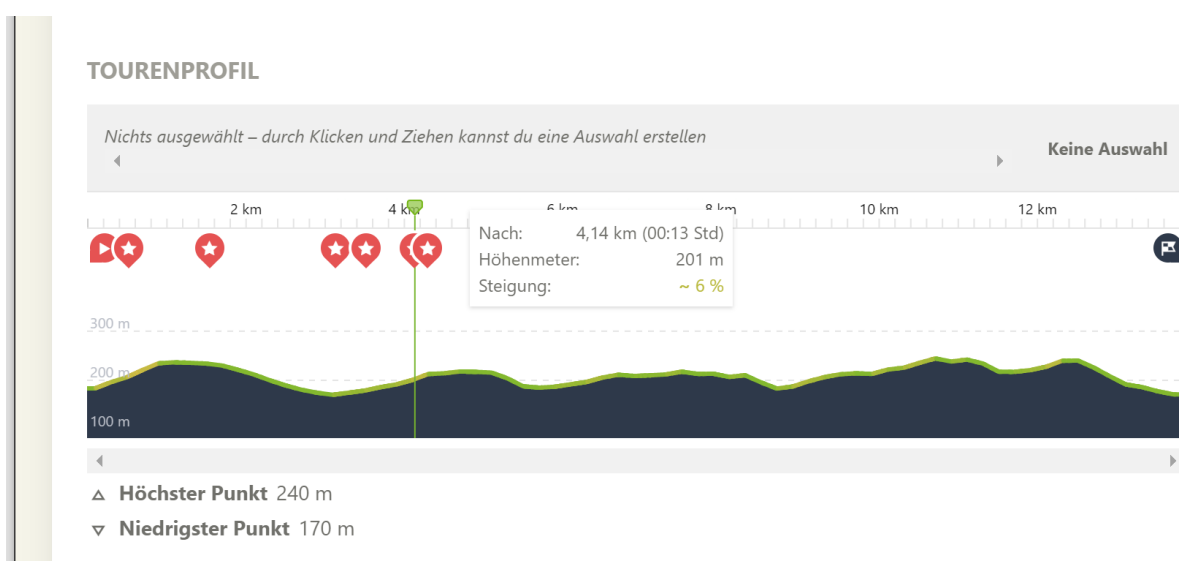 TOURENPROFIL
Nichts ausgewählt – durch Klicken und Ziehen kannst du eine Auswahl erstellen
Keine Auswahl
2 km 4 km 6 km 8 km 10 km 12 km
Nach: 4,14 km (00:13 Std)
Höhenmeter: 201 m
Steigung: ~ 6 %
300 m
200 m
100 m
Höchster Punkt 240 m
Niedrigster Punkt 170 m